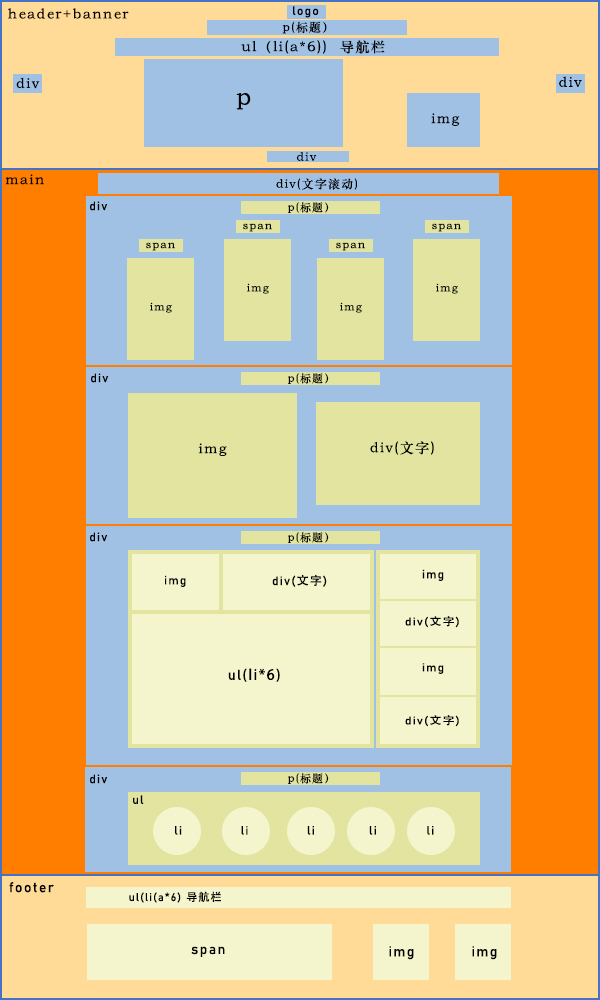 header+banner
logo
p(标题)
ul (li(a*6)) 导航栏
div
p
img
div
div
main
div(文字滚动)
div
p(标题)
span
span
span
span
img
img
img
img
div
p(标题)
img
div(文字)
div
p(标题)
img
div(文字)
ul(li*6)
img
div(文字)
img
div(文字)
div
p(标题)
ul
li
li
li
li
li
footer
ul(li(a*6) 导航栏
span
img
img